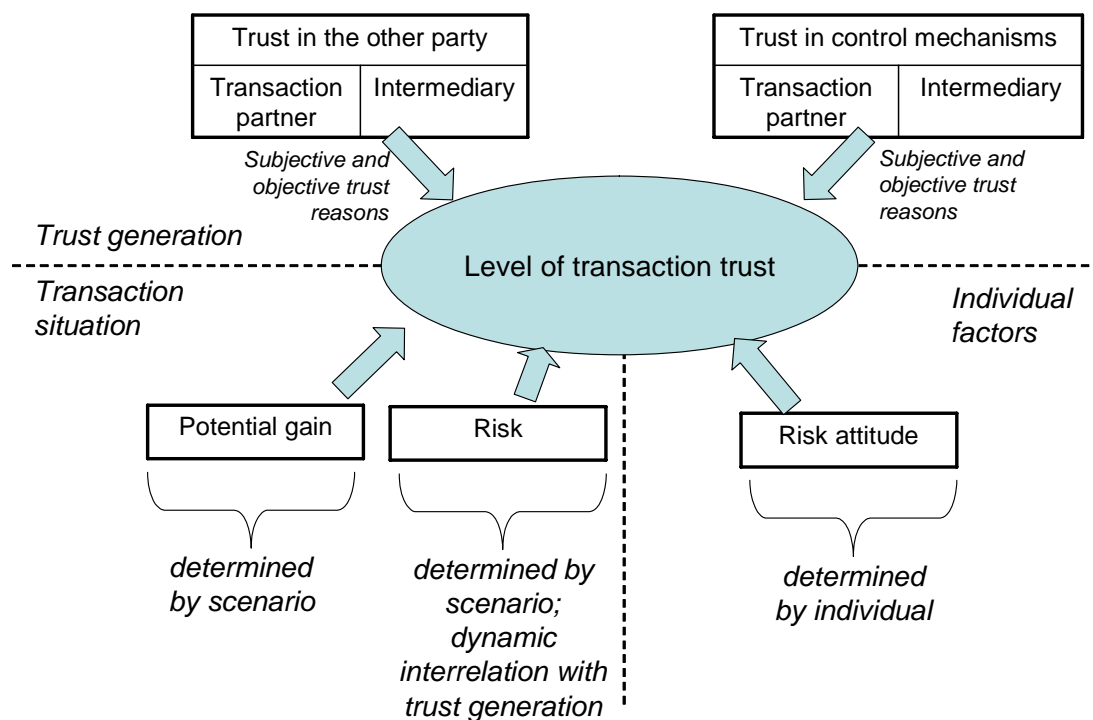 Trust in the other party
Transaction
partner
Intermediary
Trust in control mechanisms
Transaction
partner
Intermediary
Subjective and
objective trust
reasons
Subjective and
objective trust
reasons
Trust generation
Level of transaction trust
Transaction
situation
Individual
factors
Potential gain
Risk
Risk attitude
determined
by scenario
determined by
scenario;
dynamic
interrelation with
trust generation
determined
by individual